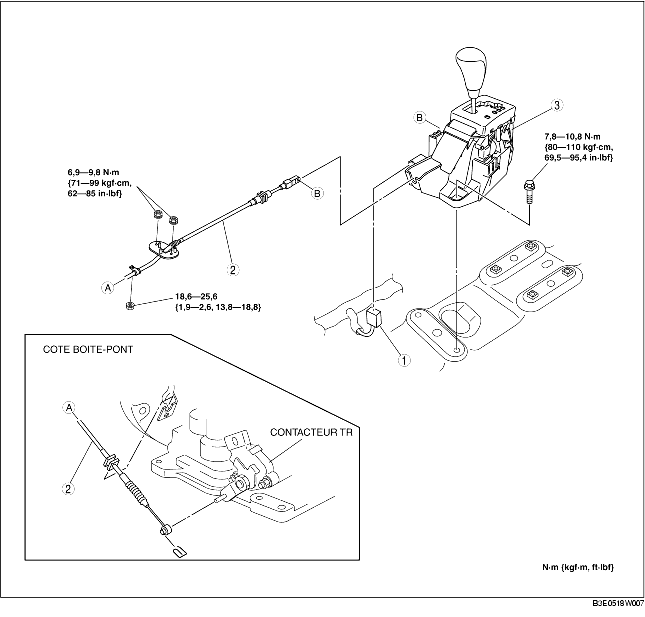 B
3
7,8—10,8 N·m
{80—110 kgf·cm,
69,5—95,4 in·lbf}
6,9—9,8 N·m
{71—99 kgf·cm,
62—85 in·lbf}
B
2
A
18,6—25,6
{1,9—2,6, 13,8—18,8}
1
COTE BOITE-PONT
A
CONTACTEUR TR
2
N·m {kgf·m, ft·lbf}
B3E0518W007